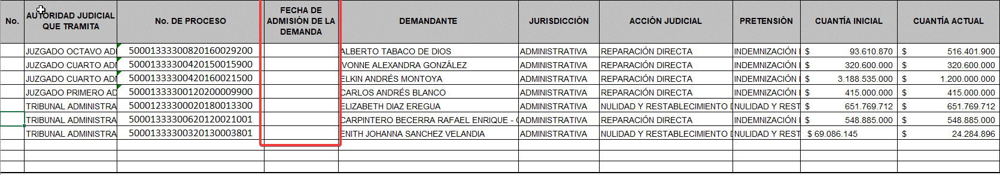 No. AUTORIDAD JUDICIAL QUE TRAMITA No. DE PROCESO FECHA DE ADMISIÓN DE LA DEMANDA DEMANDANTE JURISDICCIÓN ACCIÓN JUDICIAL PRETENSIÓN CUANTÍA INICIAL CUANTÍA ACTUAL
JUZGADO OCTAVO ADI 50001333300820160029200 ALBERTO TABACO DE DIOS ADMINISTRATIVA REPARACIÓN DIRECTA INDEMNIZACIÓN $ 93.610.870 $ 516.401.900
JUZGADO CUARTO ADI 50001333300420150015900 IVONNE ALEXANDRA GONZÁLEZ ADMINISTRATIVA REPARACIÓN DIRECTA INDEMNIZACIÓN $ 320.600.000 $ 320.600.000
JUZGADO CUARTO ADI 50001333300420160021500 ELKIN ANDRÉS MONTOYA ADMINISTRATIVA REPARACIÓN DIRECTA INDEMNIZACIÓN $ 3.188.535.000 $ 1.200.000.000
JUZGADO PRIMERO AD 50001333300120200009900 CARLOS ANDRÉS BLANCO ADMINISTRATIVA REPARACIÓN DIRECTA INDEMNIZACIÓN $ 415.000.000 $ 415.000.000
TRIBUNAL ADMINISTRA 50001233300020180013300 ELIZABETH DIAZ EREGUA ADMINISTRATIVA NULIDAD Y RESTABLECIMIENTO D NULIDAD Y REST $ 651.769.712 $ 651.769.712
TRIBUNAL ADMINISTRA 50001333300620120021001 CARPINTERO BECERRA RAFAEL ENRIQUE - ADMINISTRATIVA REPARACIÓN DIRECTA INDEMNIZACIÓN $ 548.885.000 $ 548.885.000
TRIBUNAL ADMINISTRA 50001333300320130003801 ENITH JOHANNA SANCHEZ VELANDIA ADMINISTRATIVA NULIDAD Y RESTABLECIMIENTO D NULIDAD Y REST $ 69.086.145 $ 24.284.896